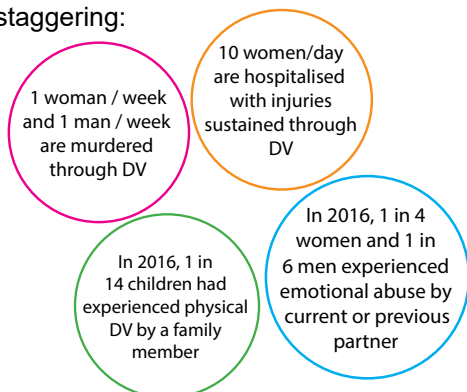 staggering:
1 woman / week
and 1 man / week
are murdered
through DV
10 women/day
are hospitalised
with injuries
sustained through
DV
In 2016, 1 in
14 children had
experienced physical
DV by a family
member
In 2016, 1 in 4
women and 1 in
6 men experienced
emotional abuse by
current or previous
partner